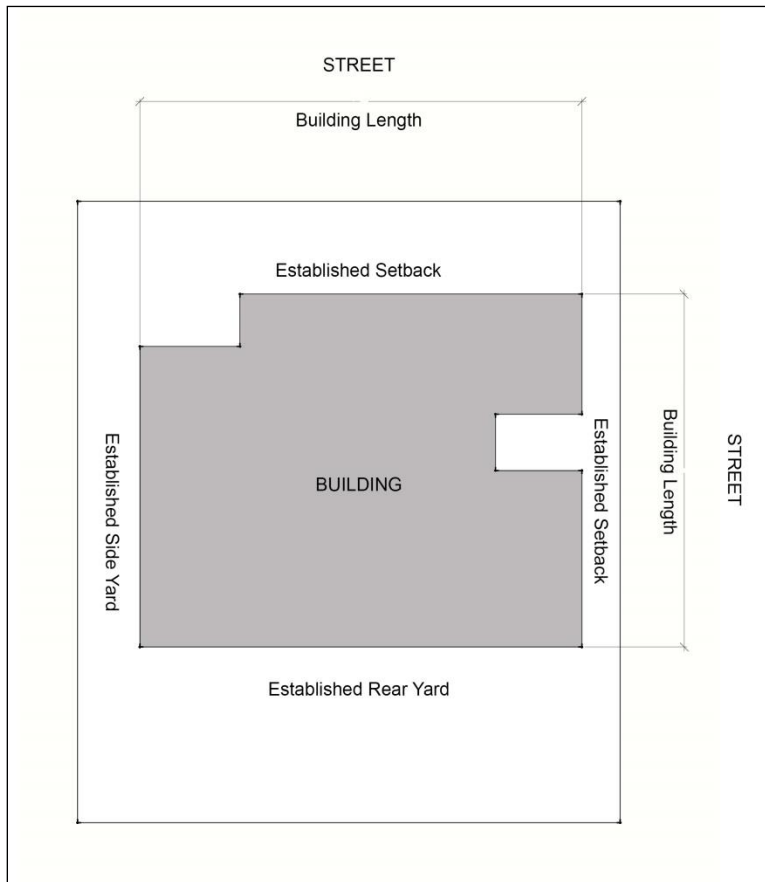 STREET
Building Length
Established Setback
Established Side Yard
BUILDING
Established Setback
Building Length
STREET
Established Rear Yard